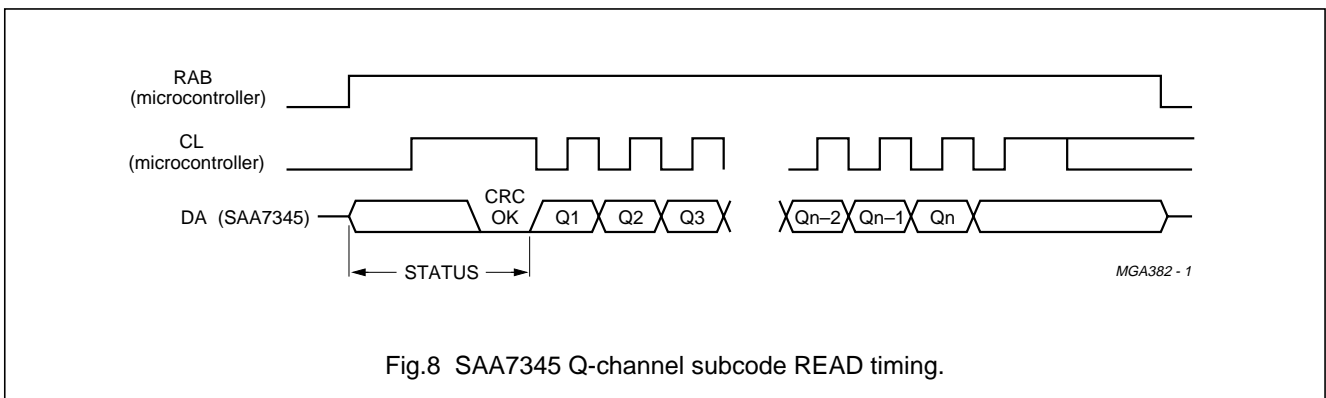 RAB
(microcontroller)
CL
(microcontroller)
DA (SAA7345)
CRC
OK
Q1
Q2
Q3
Qn–2
Qn–1
Qn
STATUS
MGA382 - 1
Fig.8 SAA7345 Q-channel subcode READ timing.